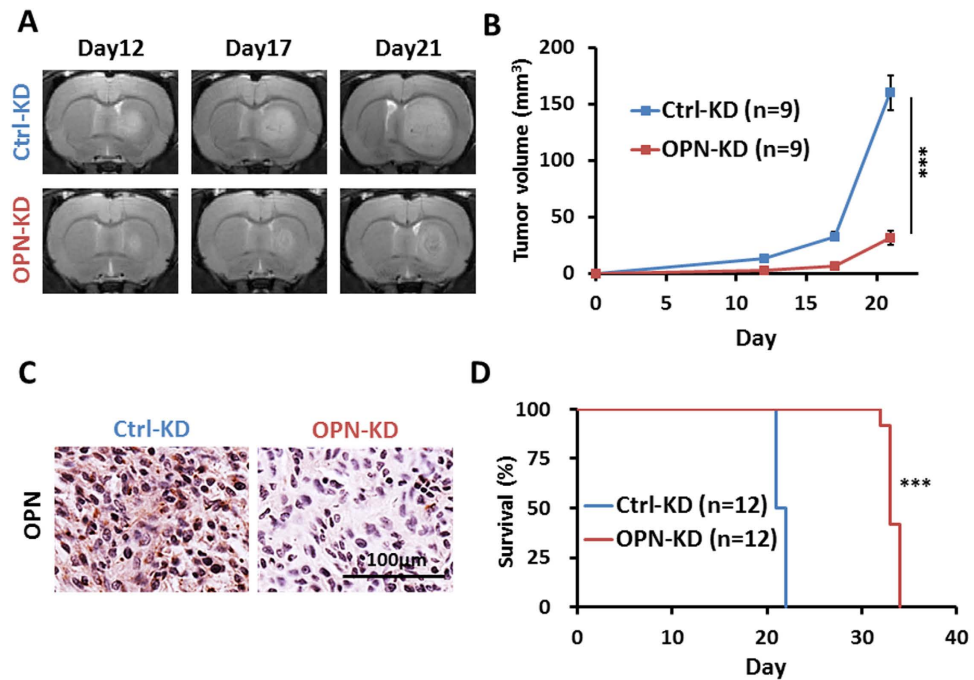 A
Day12 Day17 Day21
Ctrl-KD
OPN-KD
B
200
150
100
50
0
Tumor volume (mm³)
Ctrl-KD (n=9)
OPN-KD (n=9)
***
0 5 10 15 20
Day
C
Ctrl-KD OPN-KD
OPN
100μm
D
100
75
50
25
0
Survival (%)
Ctrl-KD (n=12)
OPN-KD (n=12)
***
0 10 20 30 40
Day